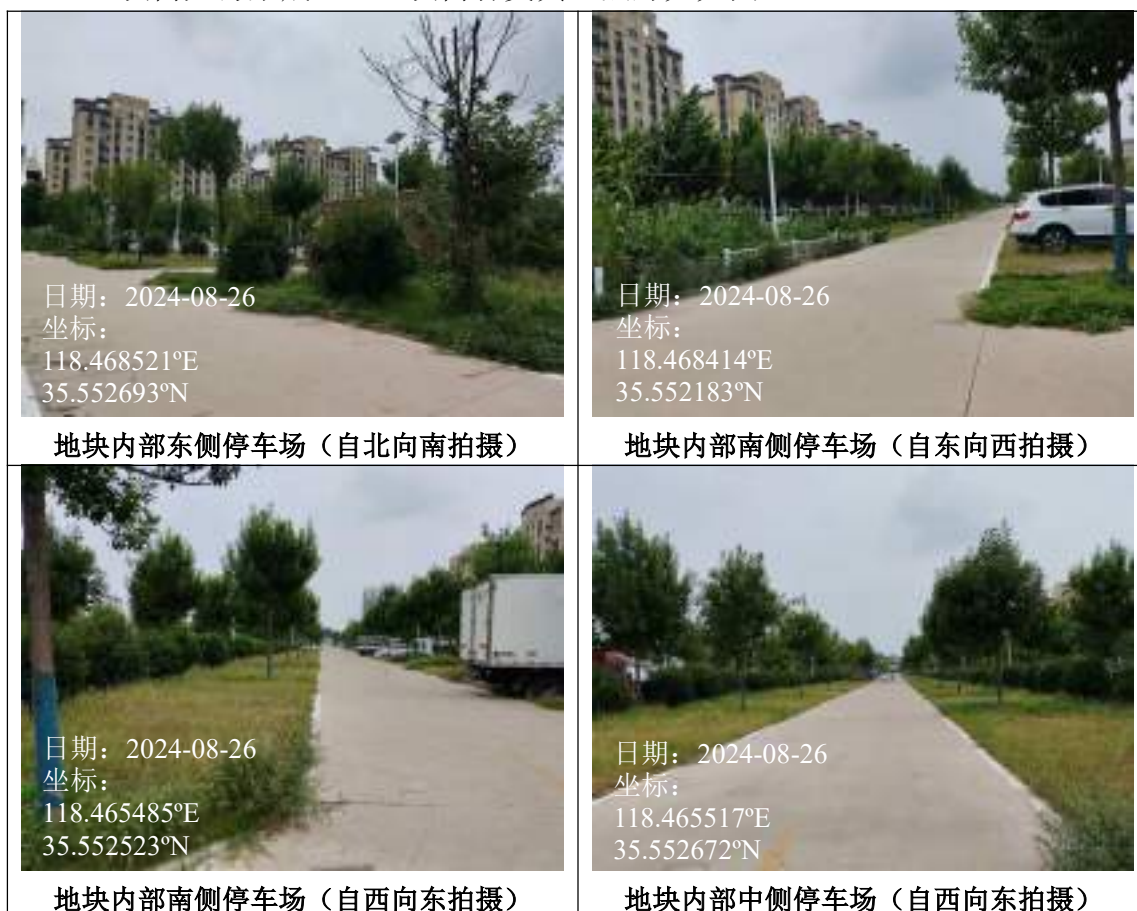 日期：2024-08-26
坐标：
118.468521ºE
35.552693ºN
地块内部东侧停车场（自北向南拍摄）
日期：2024-08-26
坐标：
118.468414ºE
35.552183ºN
地块内部南侧停车场（自东向西拍摄）
日期：2024-08-26
坐标：
118.465485ºE
35.552523ºN
地块内部南侧停车场（自西向东拍摄）
日期：2024-08-26
坐标：
118.465517ºE
35.552672ºN
地块内部中侧停车场（自西向东拍摄）